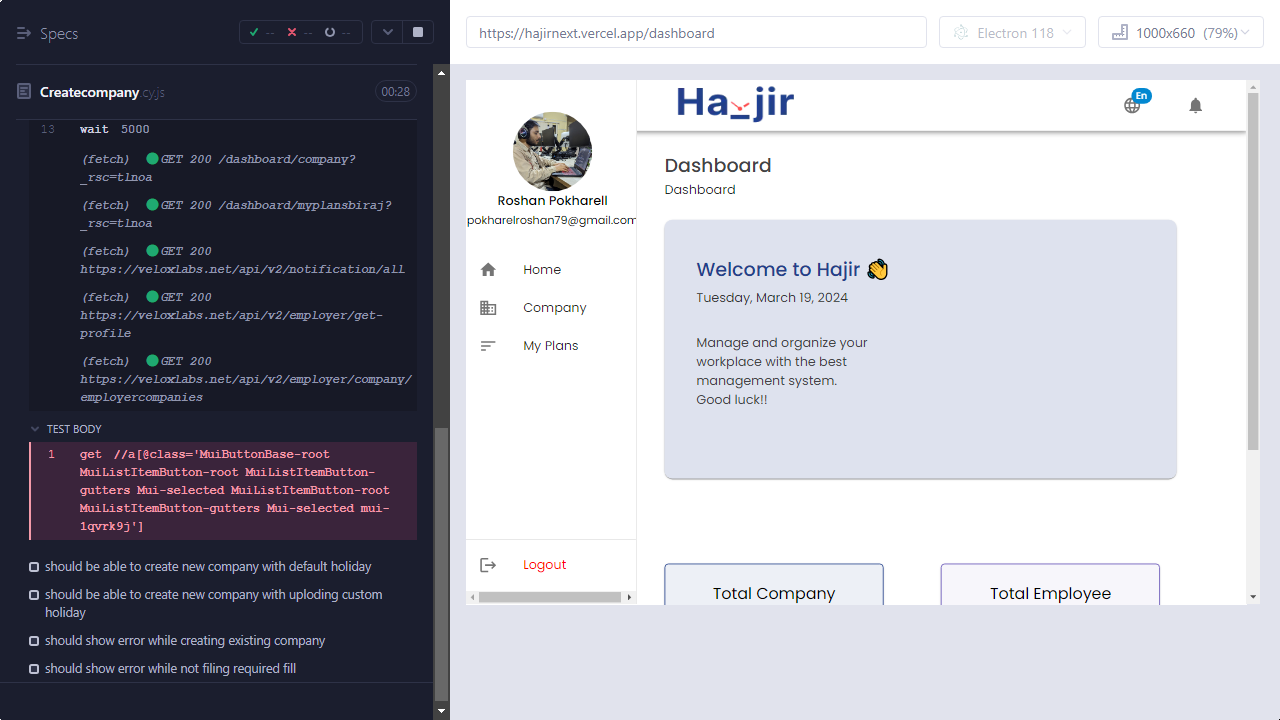 Specs
-- -- --
Createcompany.cy.js 00:28
13 wait 5000
(fetch) GET 200 /dashboard/company?
_rsc=tlnoa
(fetch) GET 200 /dashboard/myplansbiraj?
_rsc=tlnoa
(fetch) GET 200
https://veloxlabs.net/api/v2/notification/all
(fetch) GET 200
https://veloxlabs.net/api/v2/employer/get-
profile
(fetch) GET 200
https://veloxlabs.net/api/v2/employer/company/
employercompanies
TEST BODY
1 get //a[@class='MuiButtonBase-root
MuiListItemButton-root MuiListItemButton-
gutters Mui-selected MuiListItemButton-root
MuiListItemButton-gutters Mui-selected mui-
1qvrk9j']
should be able to create new company with default holiday
should be able to create new company with uploding custom
holiday
should show error while creating existing company
should show error while not filing required fill
https://hajirnext.vercel.app/dashboard
Electron 118
1000x660 (79%)
Roshan Pokharell
pokharelroshan79@gmail.com
Home
Company
My Plans
Logout
Hajir
En
Dashboard
Dashboard
Welcome to Hajir 👋
Tuesday, March 19, 2024
Manage and organize your
workplace with the best
management system.
Good luck!!
Total Company
Total Employee